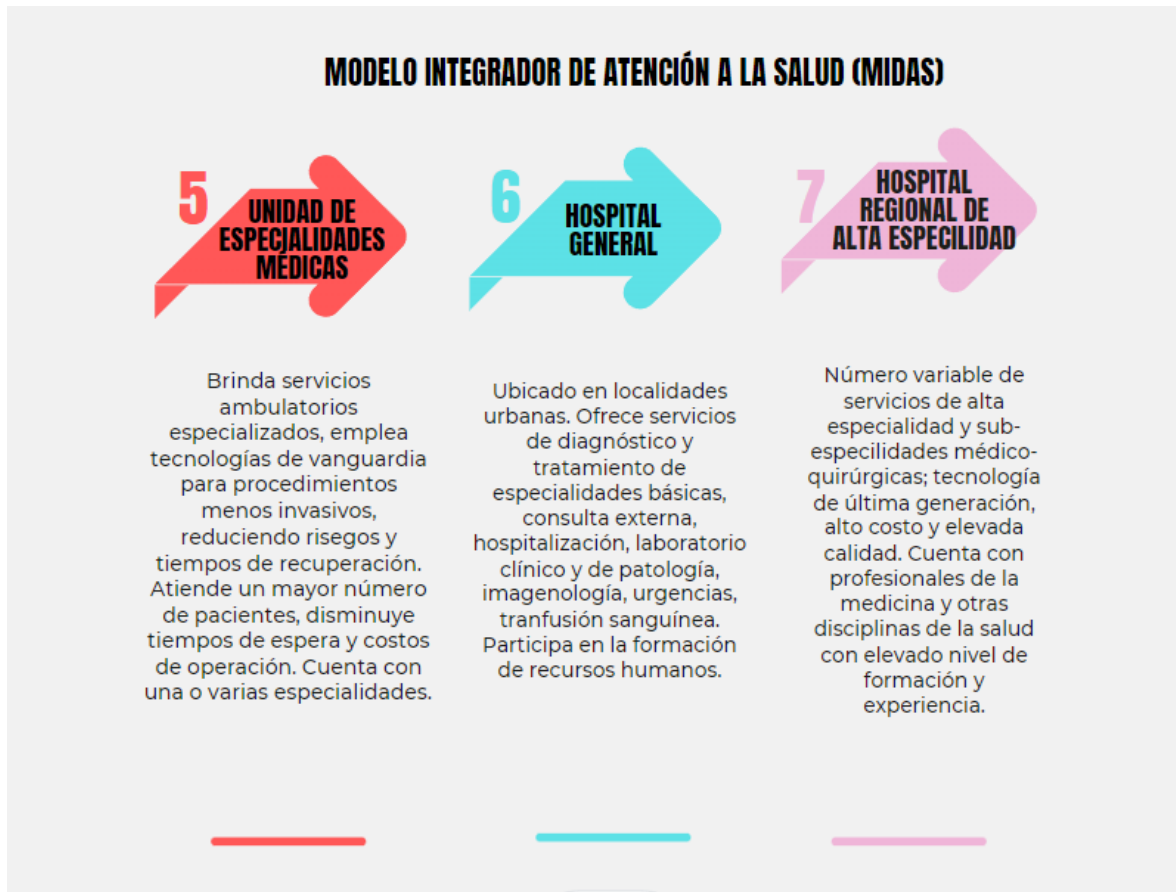 MODELO INTEGRADOR DE ATENCIÓN A LA SALUD (MIDAS)
5
UNIDAD DE
ESPECIALIDADES
MÉDICAS
Brinda servicios
ambulatorios
especializados, emplea
tecnologías de vanguardia
para procedimientos
menos invasivos,
reduciendo risegos y
tiempos de recuperación.
Atiende un mayor número
de pacientes, disminuye
tiempos de espera y costos
de operación. Cuenta con
una o varias especialidades.
6
HOSPITAL
GENERAL
Ubicado en localidades
urbanas. Ofrece servicios
de diagnóstico y
tratamiento de
especialidades básicas,
consulta externa,
hospitalización, laboratorio
clínico y de patología,
imagenología, urgencias,
tranfusión sanguínea.
Participa en la formación
de recursos humanos.
7
HOSPITAL
REGIONAL DE
ALTA ESPECILIDAD
Número variable de
servicios de alta
especialidad y sub-
especilidades médico-
quirúrgicas; tecnología
de última generación,
alto costo y elevada
calidad. Cuenta con
profesionales de la
medicina y otras
disciplinas de la salud
con elevado nivel de
formación y
experiencia.